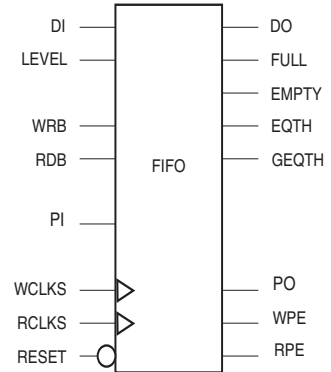 DI DO
LEVEL FULL
EMPTY
WRB EQTH
RDB GEQTH
FIFO
PI
WCLKS PO
RCLKS WPE
RESET RPE